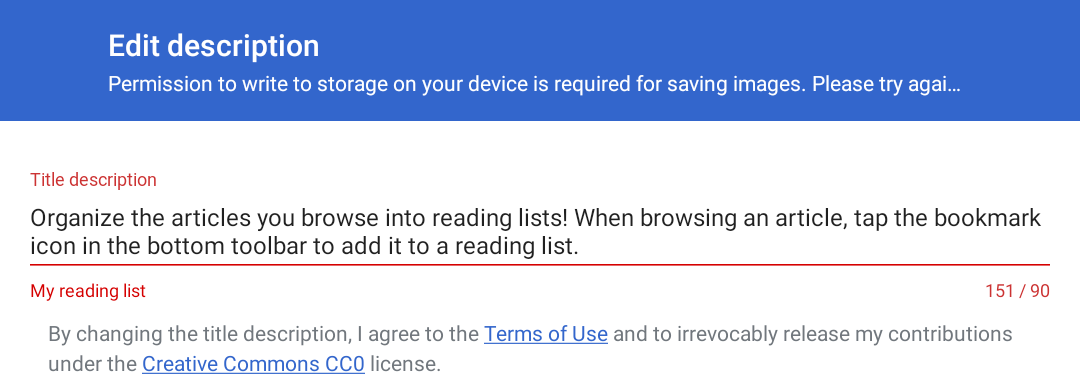 Edit description
Permission to write to storage on your device is required for saving images. Please try agai...
Title description
Organize the articles you browse into reading lists! When browsing an article, tap the bookmark
icon in the bottom toolbar to add it to a reading list.
My reading list
151 / 90
By changing the title description, I agree to the Terms of Use and to irrevocably release my contributions
under the Creative Commons CC0 license.